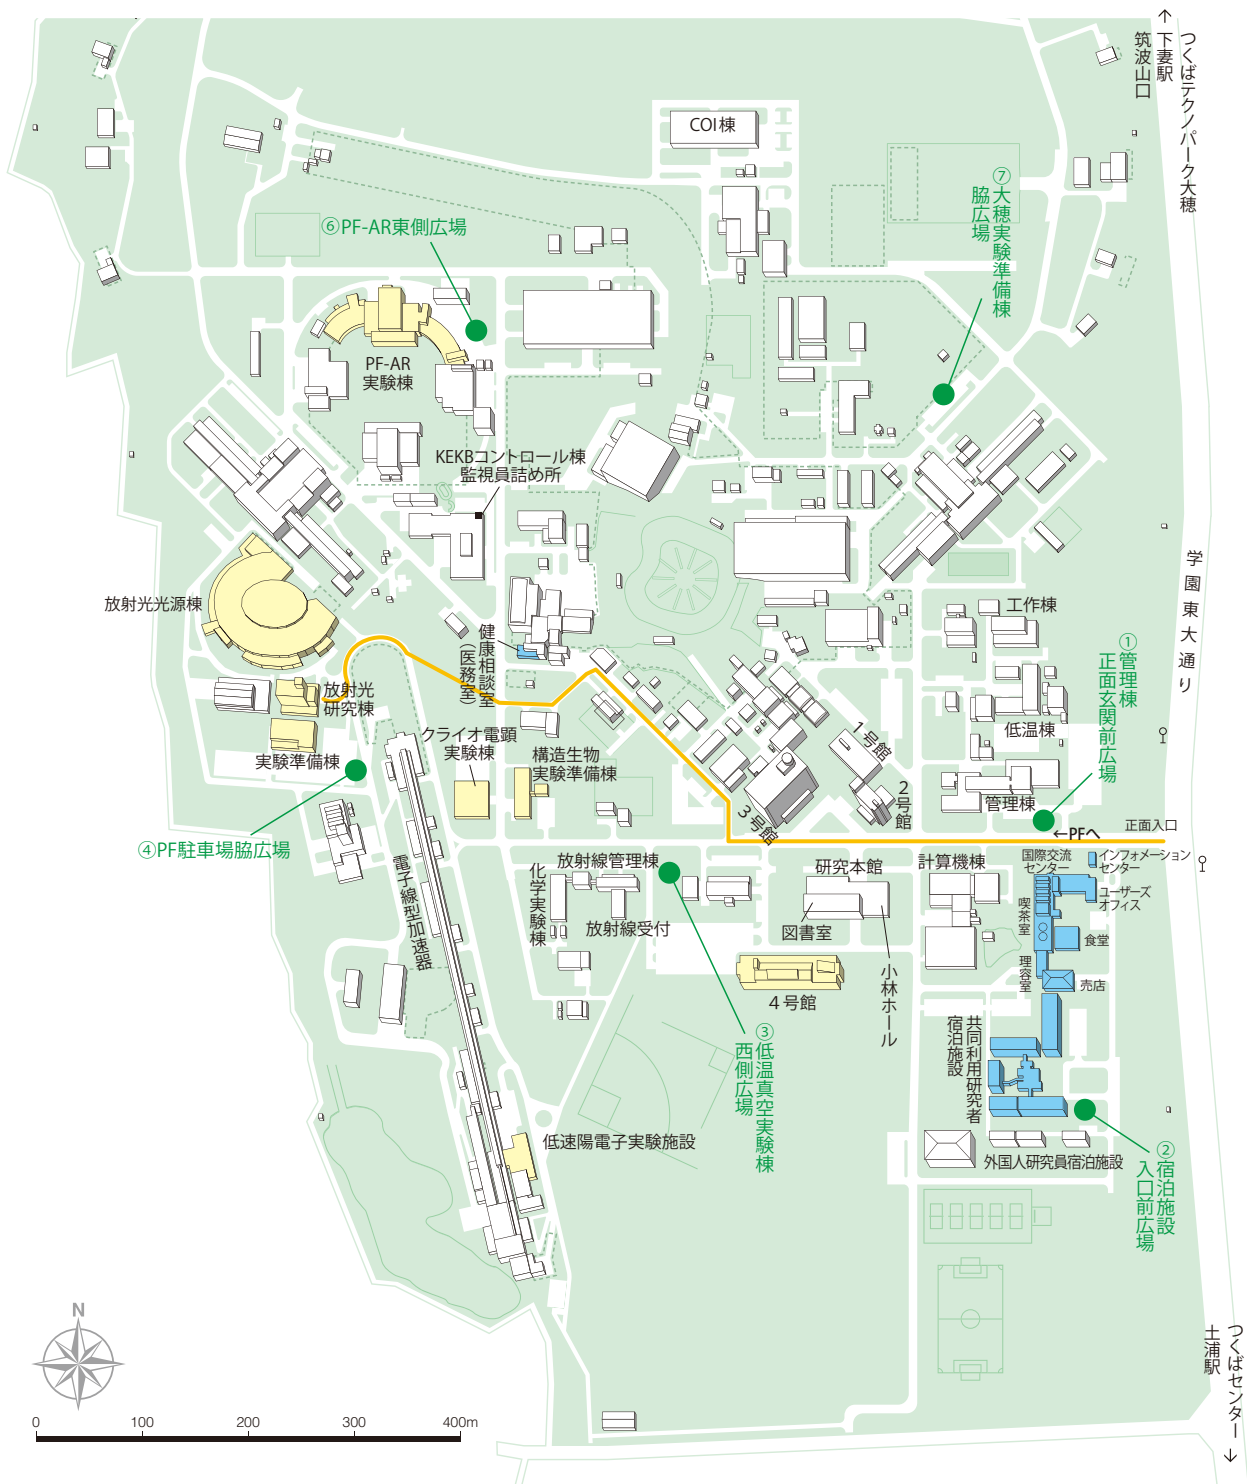 ↑
つくばテクノパーク大穂
下妻駅
筑波山口
COI棟
⑦大穂実験準備棟
脇広場
⑥PF-AR東側広場
PF-AR
実験棟
KEKBコントロール棟
監視員詰め所
学園東大通り
放射光光源棟
工作棟
健康相談室
（医務室）
①管理棟
正面玄関前広場
放射光
研究棟
低温棟
クライオ電顕
実験棟
構造生物
実験準備棟
実験準備棟
1号館
2号館
3号館
管理棟
正面入口
←PFへ
④PF駐車場脇広場
電子線型加速器
化学実験棟
放射線管理棟
放射線受付
研究本館
図書室
小林ホール
計算機棟
国際交流
センター
インフォメーション
センター
ユーザーズ
オフィス
喫茶室
食堂
理容室
売店
4号館
③低温真空実験棟
西側広場
共同利用研究者
宿泊施設
低速陽電子実験施設
外国人研究員宿泊施設
②宿泊施設
入口前広場
N
0 100 200 300 400m
つくばセンター
土浦駅
↓